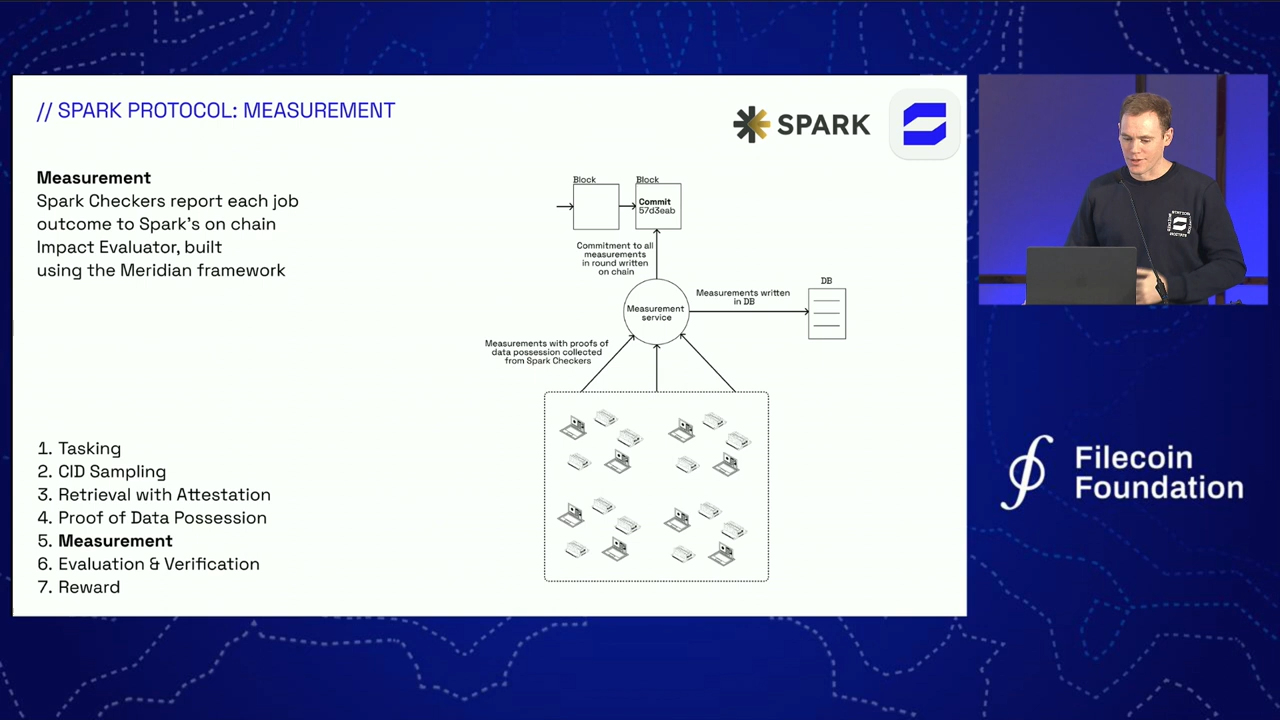 // SPARK PROTOCOL: MEASUREMENT
SPARK
Measurement
Spark Checkers report each job
outcome to Spark's on chain
Impact Evaluator, built
using the Meridian framework
Block
Block
Commit
57d3eab
Commitment to all
measurements
in round written
on chain
Measurement
service
Measurements written
in DB
DB
Measurements with proofs of
data possession collected
from Spark Checkers
1. Tasking
2. CID Sampling
3. Retrieval with Attestation
4. Proof of Data Possession
5. Measurement
6. Evaluation & Verification
7. Reward
STATION
Filecoin
Foundation